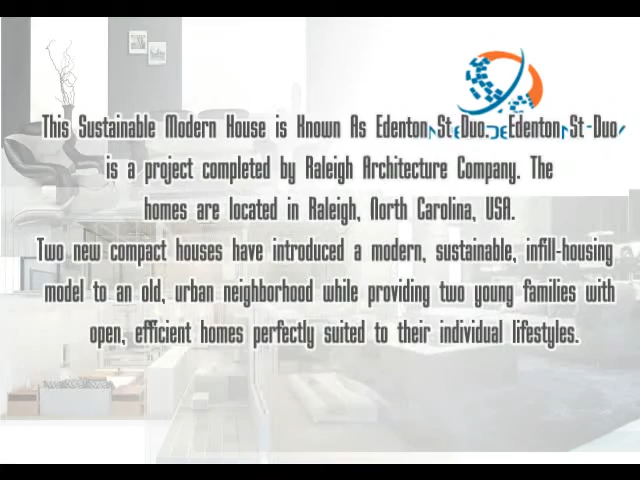 This Sustainable Modern House is Known As Edenton St Duo. Edenton St-Duo
is a project completed by Raleigh Architecture Company. The
homes are located in Raleigh, North Carolina, USA.
Two new compact houses have introduced a modern, sustainable, infill-housing
model to an old, urban neighborhood while providing two young families with
open, efficient homes perfectly suited to their individual lifestyles.